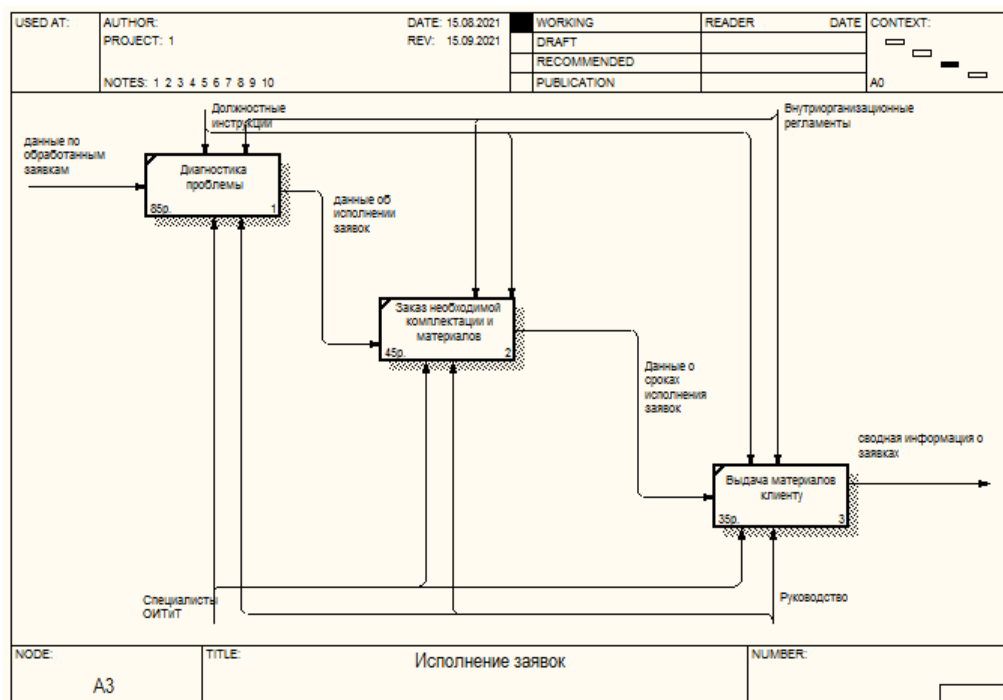 USED AT:
AUTHOR:
DATE: 15.08.2021
WORKING
READER
DATE
CONTEXT:
PROJECT: 1
REV: 15.09.2021
DRAFT
RECOMMENDED
NOTES: 1 2 3 4 5 6 7 8 9 10
PUBLICATION
A0
Должностные
инструкции
Внутриорганизационные
регламенты
данные по
обработанным
заявкам
Диагностика
проблемы
85р.
1
данные об
исполнении
заявок
Заказ необходимой
комплектации и
материалов
45р.
2
Данные о
сроках
исполнения
заявок
сводная информация о
заявках
Выдача материалов
клиенту
35р.
3
Специалисты
ОИТиТ
Руководство
NODE:
TITLE:
NUMBER:
A3
Исполнение заявок